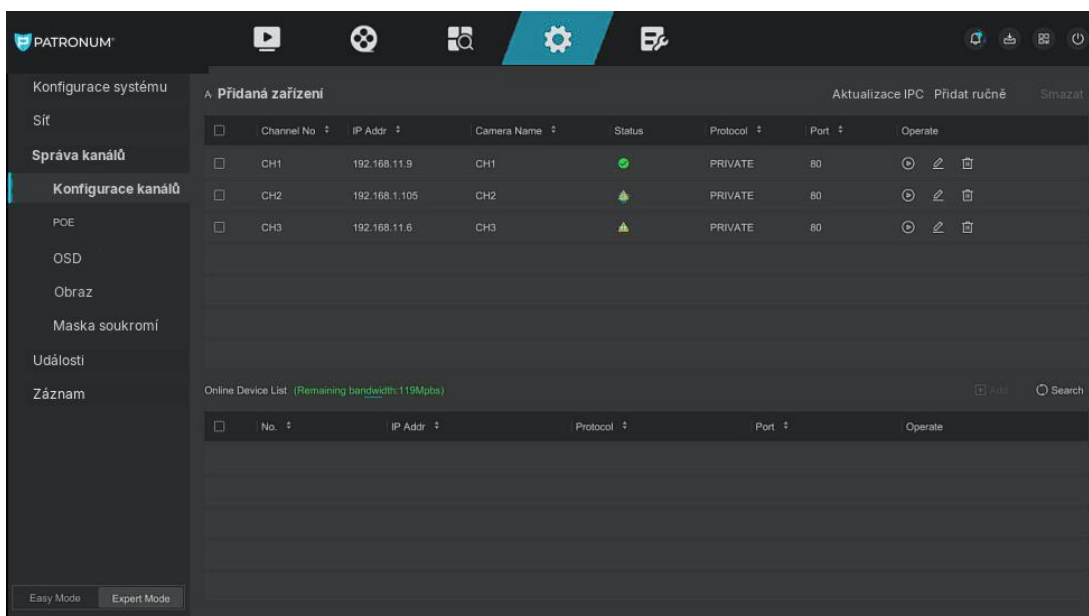 PATRONUM®
Konfigurace systému
Síť
Správa kanálů
Konfigurace kanálů
POE
OSD
Obraz
Maska soukromí
Události
Záznam
Easy Mode Expert Mode
Přidaná zařízení Aktualizace IPC Přidat ručně Smazat
Channel No IP Addr Camera Name Status Protocol Port Operate
CH1 192.168.11.9 CH1 PRIVATE 80
CH2 192.168.1.105 CH2 PRIVATE 80
CH3 192.168.11.6 CH3 PRIVATE 80
Online Device List (Remaining bandwidth:119Mpbs) Add Search
No. IP Addr Protocol Port Operate